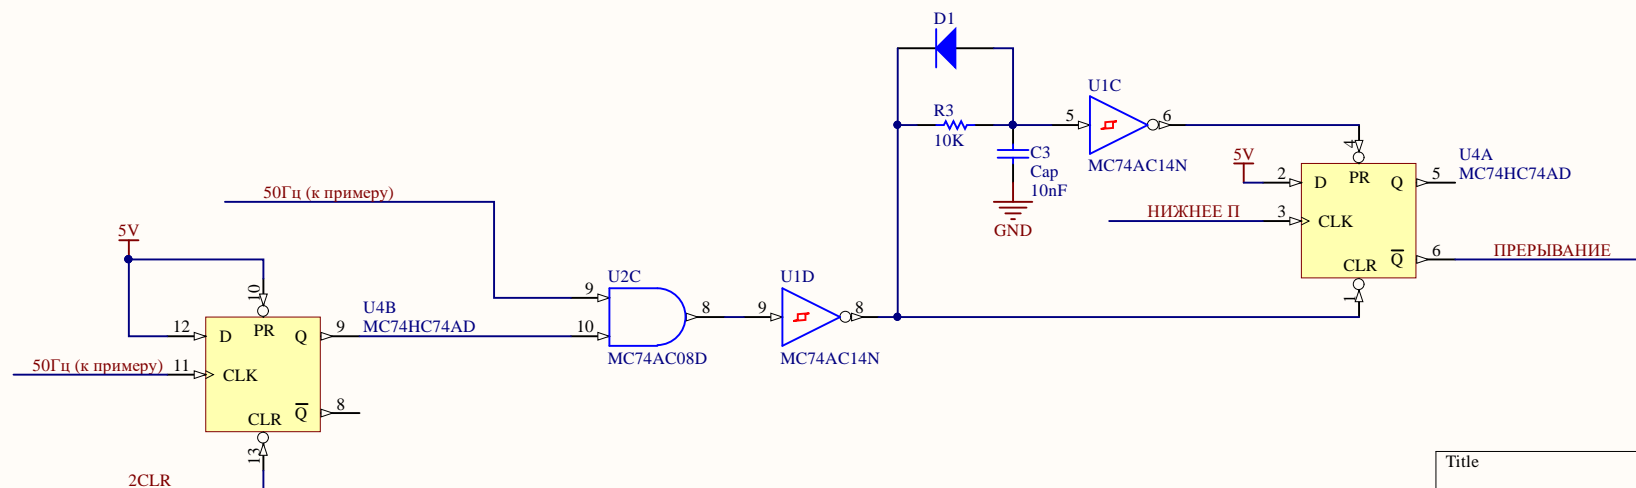 D1
U1C
R3
10K
5
6
MC74AC14N
C3
Cap
10nF
GND
5V
4
U4A
MC74HC74AD
2
D
PR
Q
5
НИЖНЕЕ П
3
CLK
CLR
Q
6
ПРЕРЫВАНИЕ
1
50Гц (к примеру)
5V
10
U4B
MC74HC74AD
12
D
PR
Q
9
50Гц (к примеру)
11
CLK
CLR
Q
8
13
2CLR
U2C
9
10
8
MC74AC08D
U1D
9
8
MC74AC14N
Title